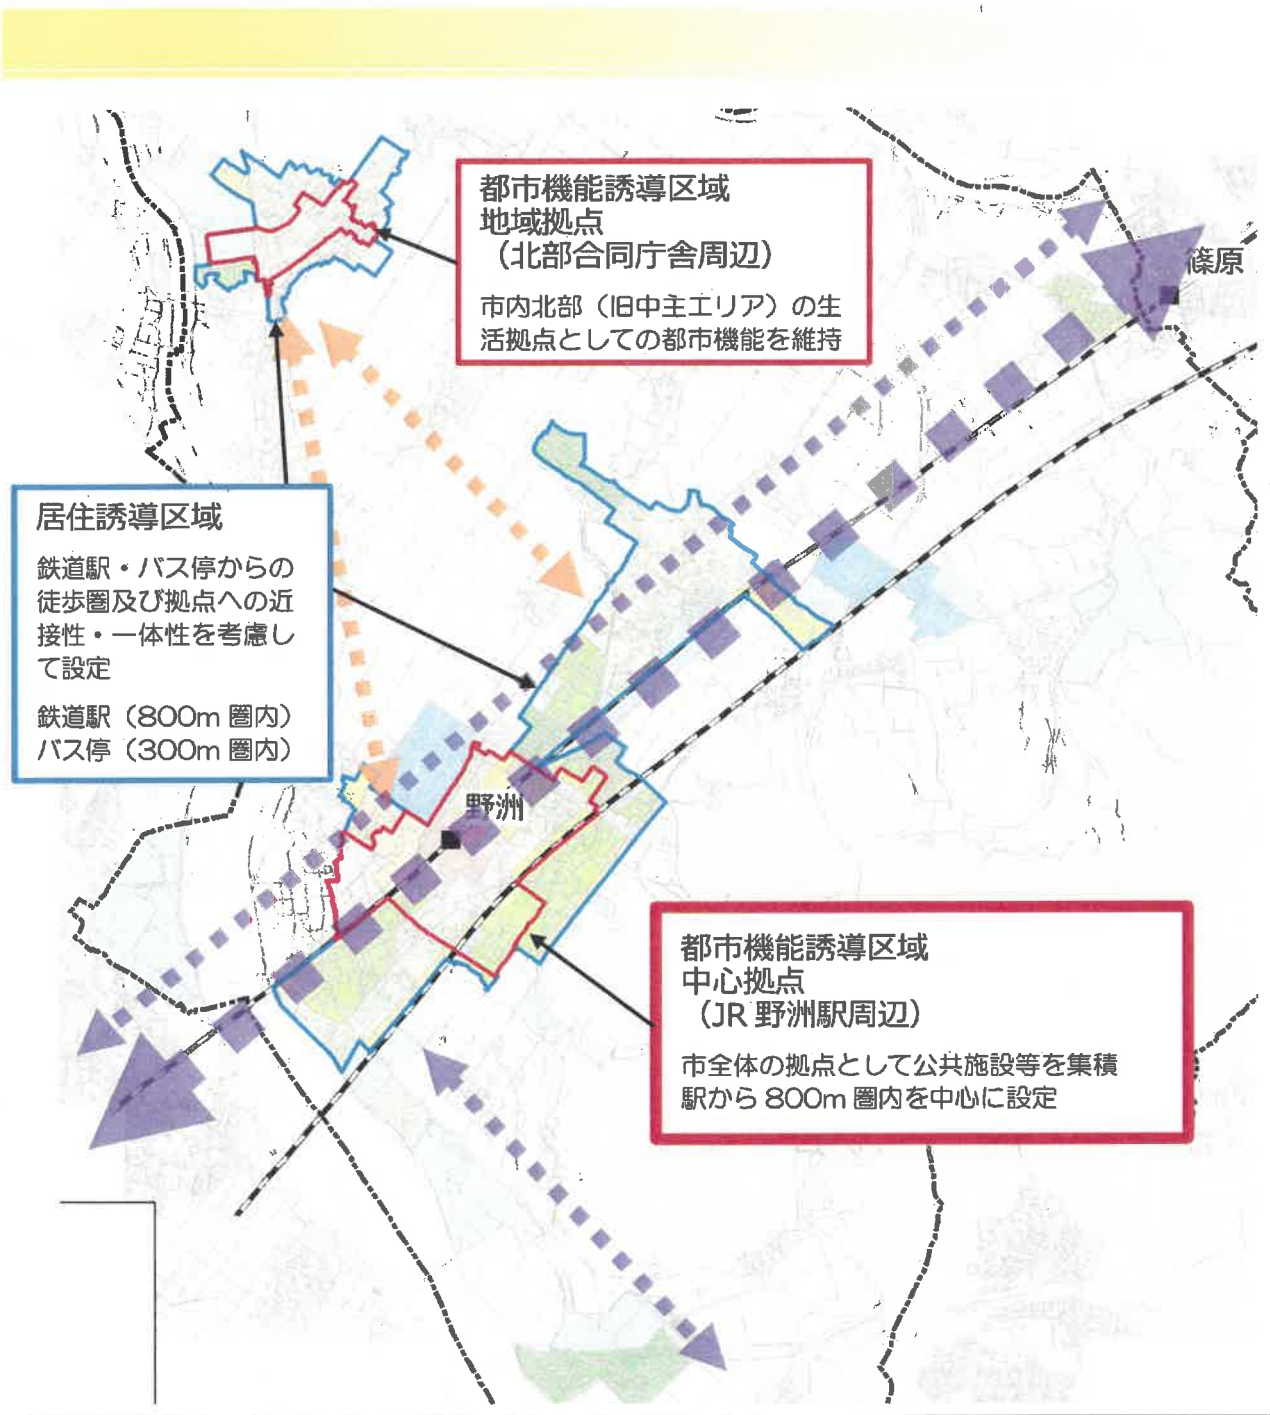 都市機能誘導区域
地域拠点
（北部合同庁舎周辺）
市内北部（旧中主エリア）の生
活拠点としての都市機能を維持
篠原
居住誘導区域
鉄道駅・バス停からの
徒歩圏及び拠点への近
接性・一体性を考慮し
て設定
鉄道駅（800m 圏内）
バス停（300m 圏内）
野洲
都市機能誘導区域
中心拠点
（JR 野洲駅周辺）
市全体の拠点として公共施設等を集積
駅から 800m 圏内を中心に設定